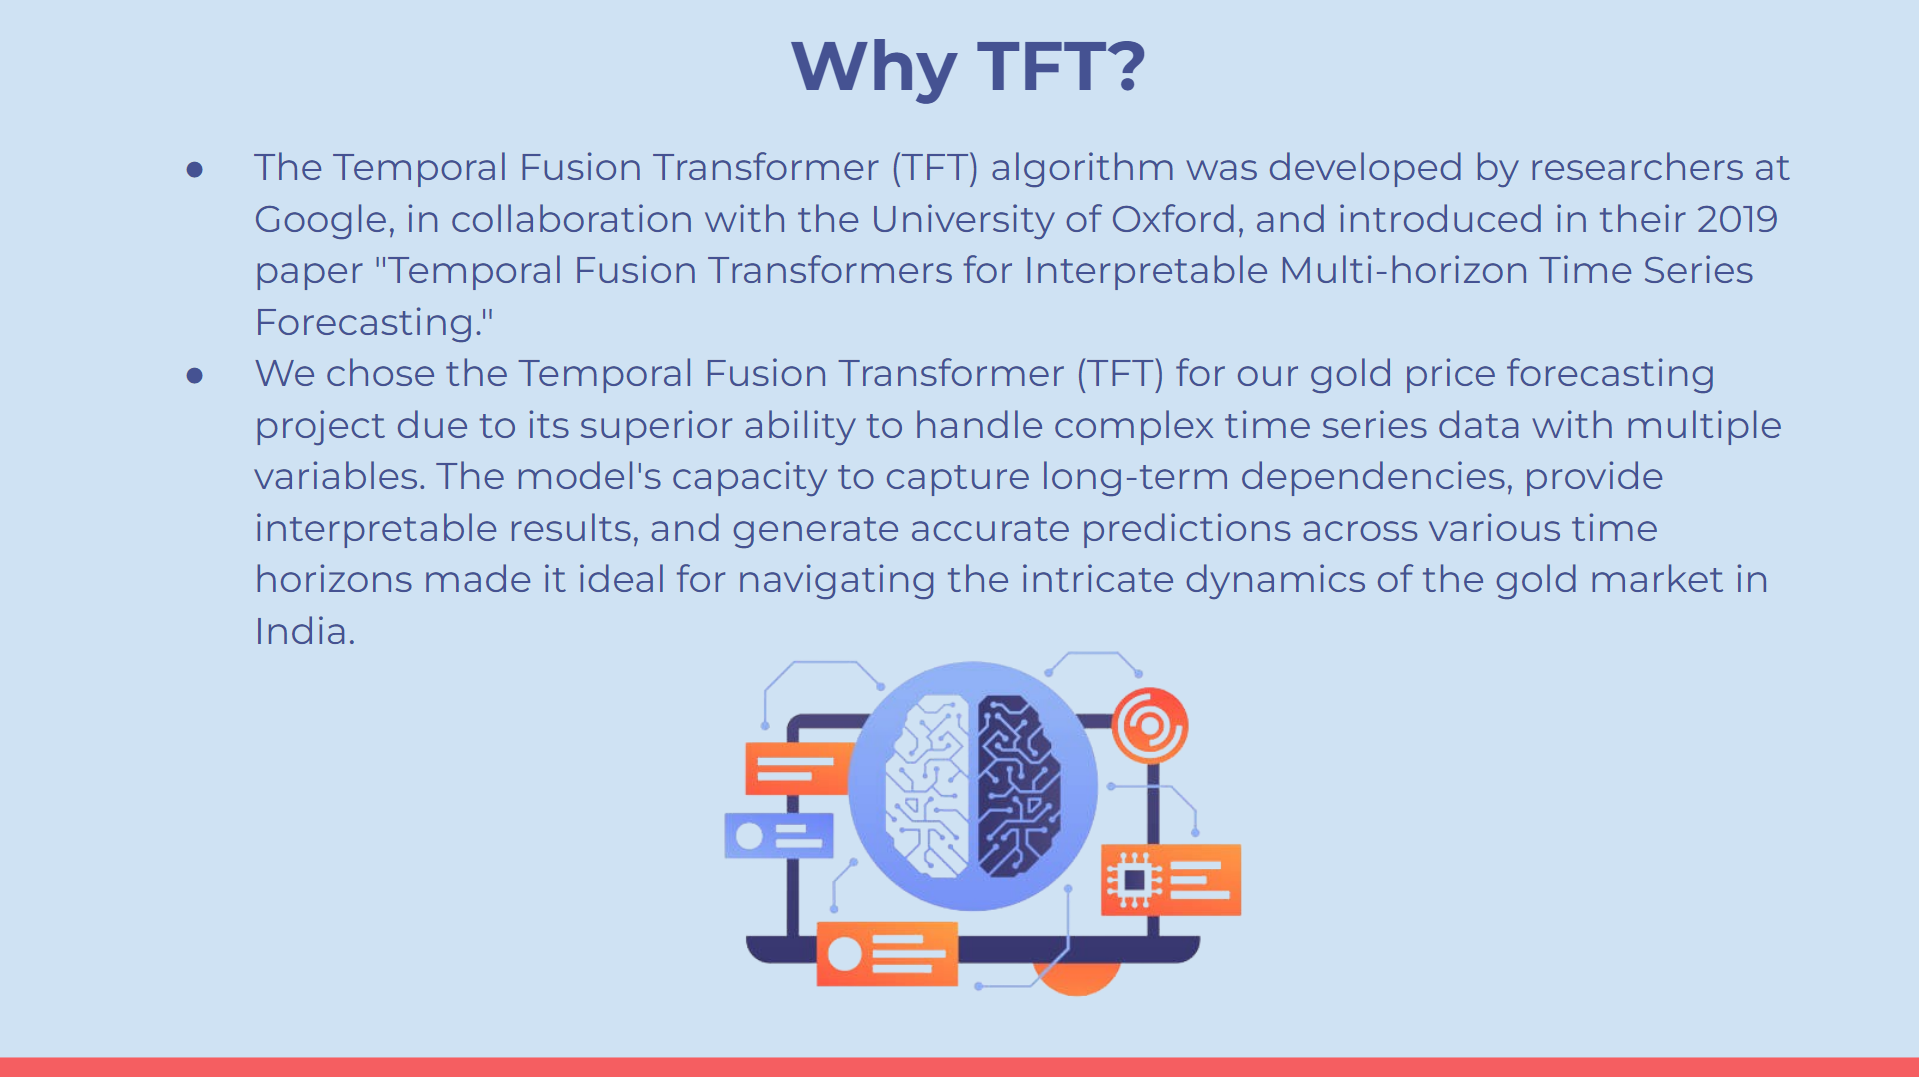 Why TFT?
● The Temporal Fusion Transformer (TFT) algorithm was developed by researchers at
Google, in collaboration with the University of Oxford, and introduced in their 2019
paper "Temporal Fusion Transformers for Interpretable Multi-horizon Time Series
Forecasting."
● We chose the Temporal Fusion Transformer (TFT) for our gold price forecasting
project due to its superior ability to handle complex time series data with multiple
variables. The model's capacity to capture long-term dependencies, provide
interpretable results, and generate accurate predictions across various time
horizons made it ideal for navigating the intricate dynamics of the gold market in
India.